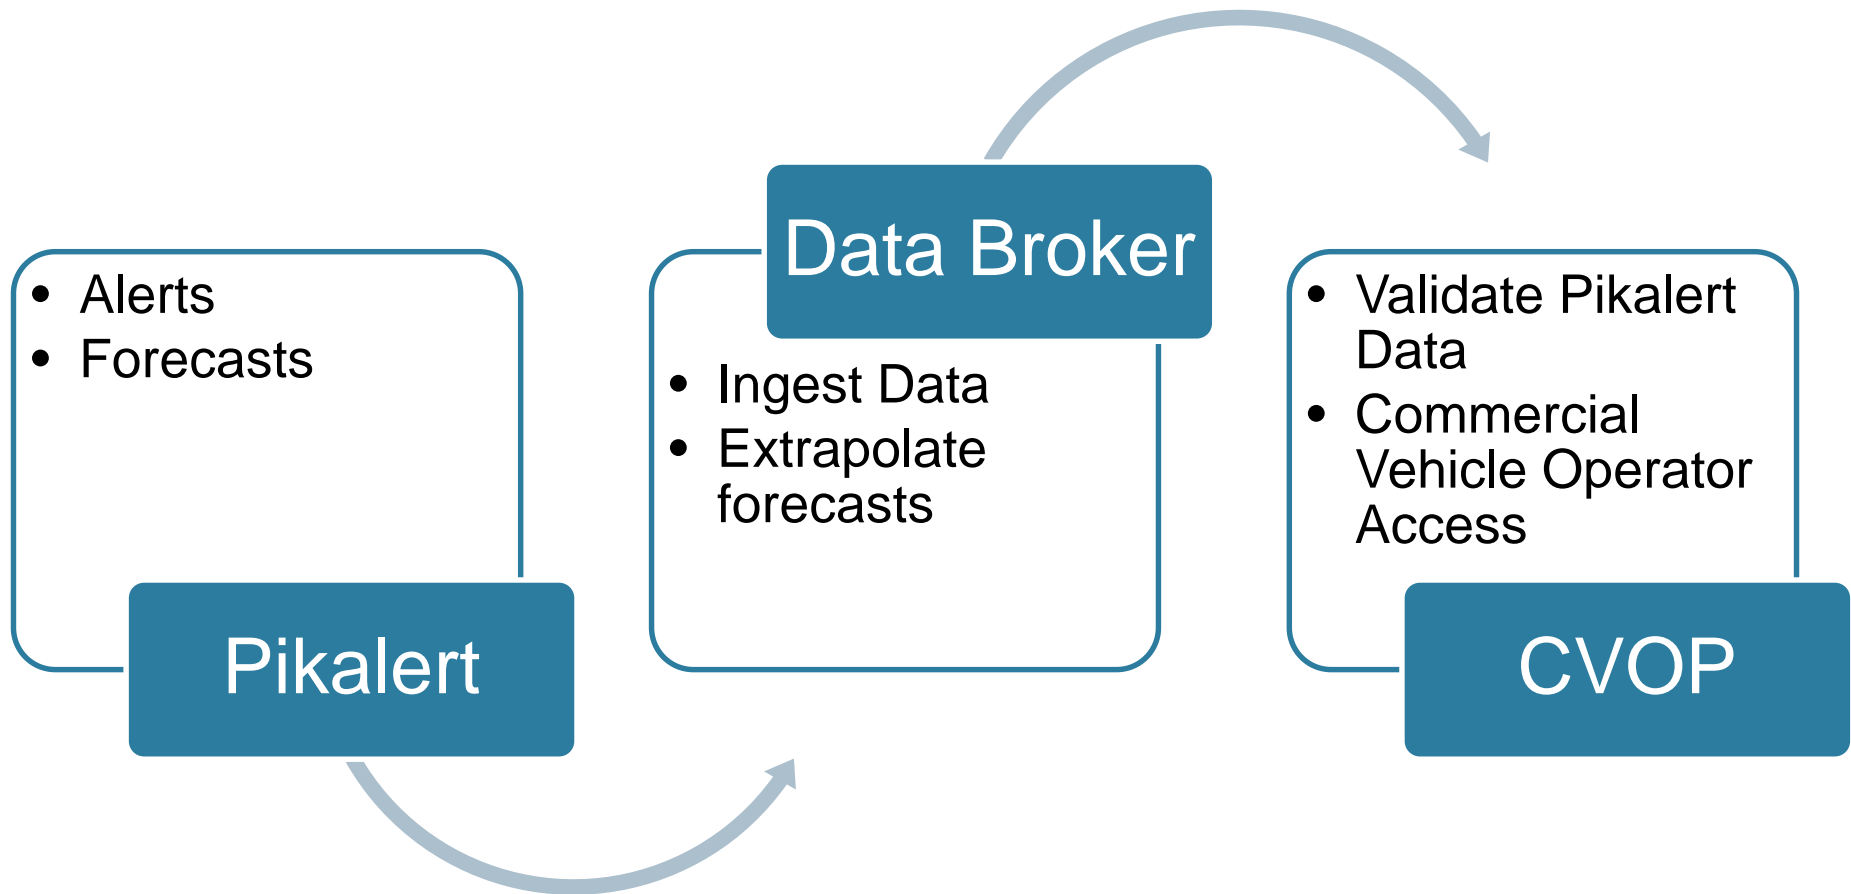 • Alerts
• Forecasts
Pikalert
Data Broker
• Ingest Data
• Extrapolate
forecasts
• Validate Pikalert
Data
• Commercial
Vehicle Operator
Access
CVOP